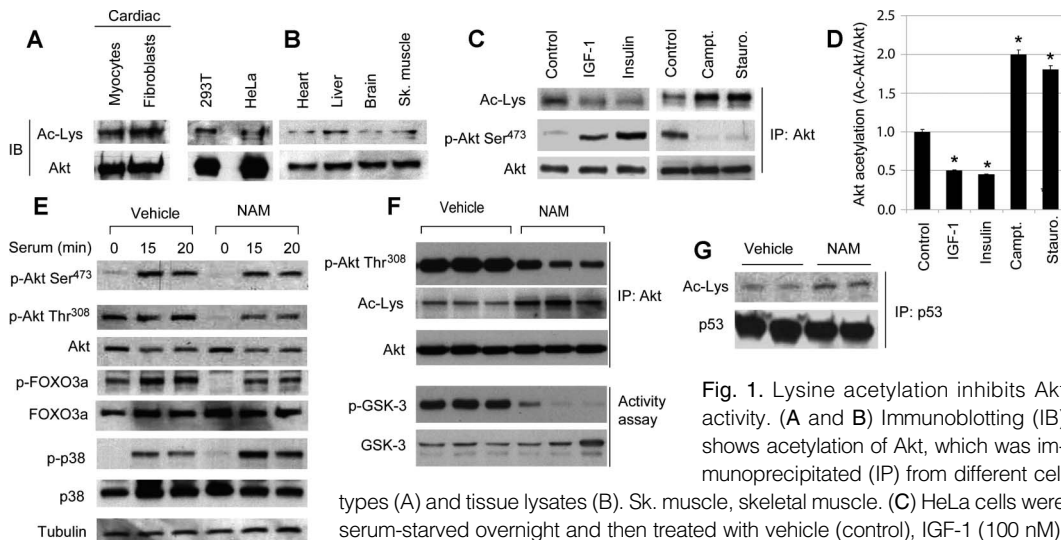 A
Cardiac
Myocytes
Fibroblasts
293T
HeLa
IB
Ac-Lys
Akt
B
Heart
Liver
Brain
Sk. muscle
C
Control
IGF-1
Insulin
Control
Campt.
Stauro.
Ac-Lys
p-Akt Ser473
Akt
IP: Akt
D
Akt acetylation (Ac-Akt/Akt)
2.5
2.0
1.5
1.0
0.5
0.0
* * * *
Control
IGF-1
Insulin
Campt.
Stauro.
E
Vehicle NAM
Serum (min) 0 15 20 0 15 20
p-Akt Ser473
p-Akt Thr308
Akt
p-FOXO3a
FOXO3a
p-p38
p38
Tubulin
F
Vehicle NAM
p-Akt Thr308
Ac-Lys
Akt
IP: Akt
p-GSK-3
GSK-3
Activity
assay
G
Vehicle NAM
Ac-Lys
p53
IP: p53
Fig. 1. Lysine acetylation inhibits Akt
activity. (A and B) Immunoblotting (IB)
shows acetylation of Akt, which was im-
munoprecipitated (IP) from different cell
types (A) and tissue lysates (B). Sk. muscle, skeletal muscle. (C) HeLa cells were
serum-starved overnight and then treated with vehicle (control), IGF-1 (100 nM)